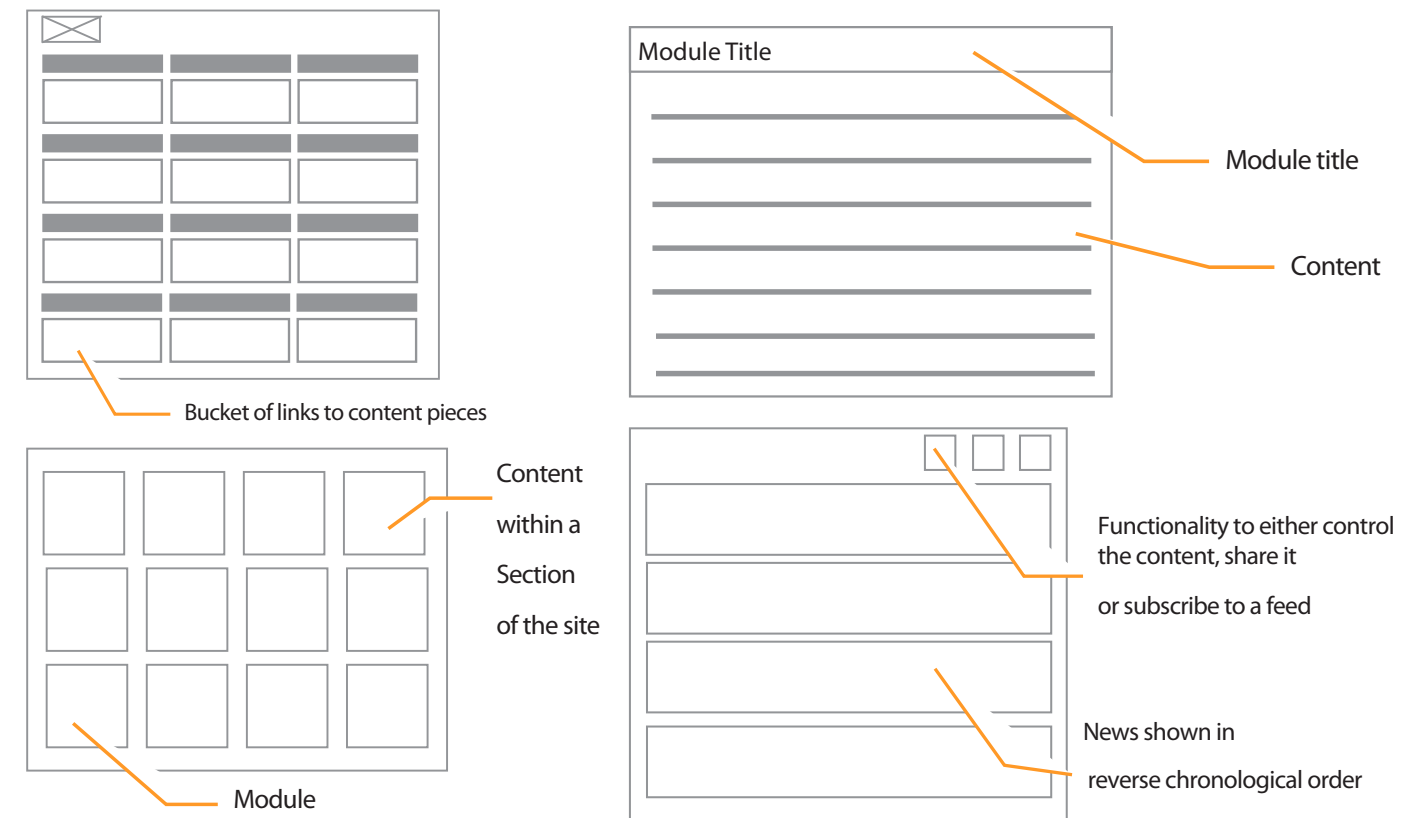 Module Title
Module title
Content
Bucket of links to content pieces
Content
within a
Section
of the site
Module
Functionality to either control
the content, share it
or subscribe to a feed
News shown in
reverse chronological order